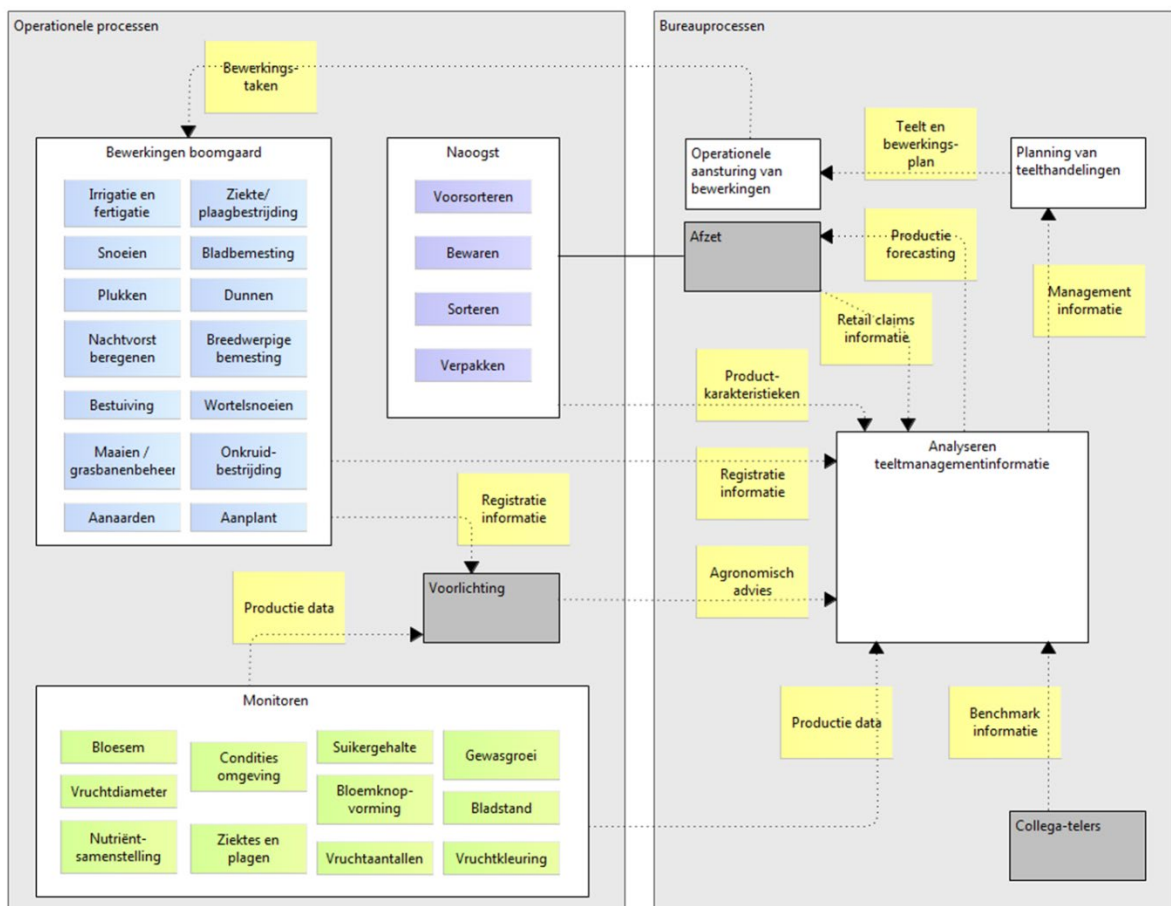 Operationele processen
Bewerkings-
taken
Bewerkingen boomgaard
Irrigatie en
fertigatie
Ziekte/
plaagbestrijding
Snoeien
Bladbemesting
Plukken
Dunnen
Nachtvorst
beregenen
Breedwerpige
bemesting
Bestuiving
Wortelsnoeien
Maaien /
grasbanenbeheer
Onkruid-
bestrijding
Aanaarden
Aanplant
Naoogst
Voorsorteren
Bewaren
Sorteren
Verpakken
Registratie
informatie
Voorlichting
Productie data
Monitoren
Bloesem
Vruchtdiameter
Nutriënt-
samenstelling
Condities
omgeving
Ziektes en
plagen
Suikergehalte
Bloemknop-
vorming
Vruchtaantallen
Gewasgroei
Bladstand
Vruchtkleuring
Bureauprocessen
Operationele
aansturing van
bewerkingen
Teelt en
bewerkings-
plan
Planning van
teelthandelingen
Afzet
Productie
forecasting
Retail claims
informatie
Management
informatie
Product-
karakteristieken
Analyseren
teeltmanagementinformatie
Registratie
informatie
Agronomisch
advies
Productie data
Benchmark
informatie
Collega-telers